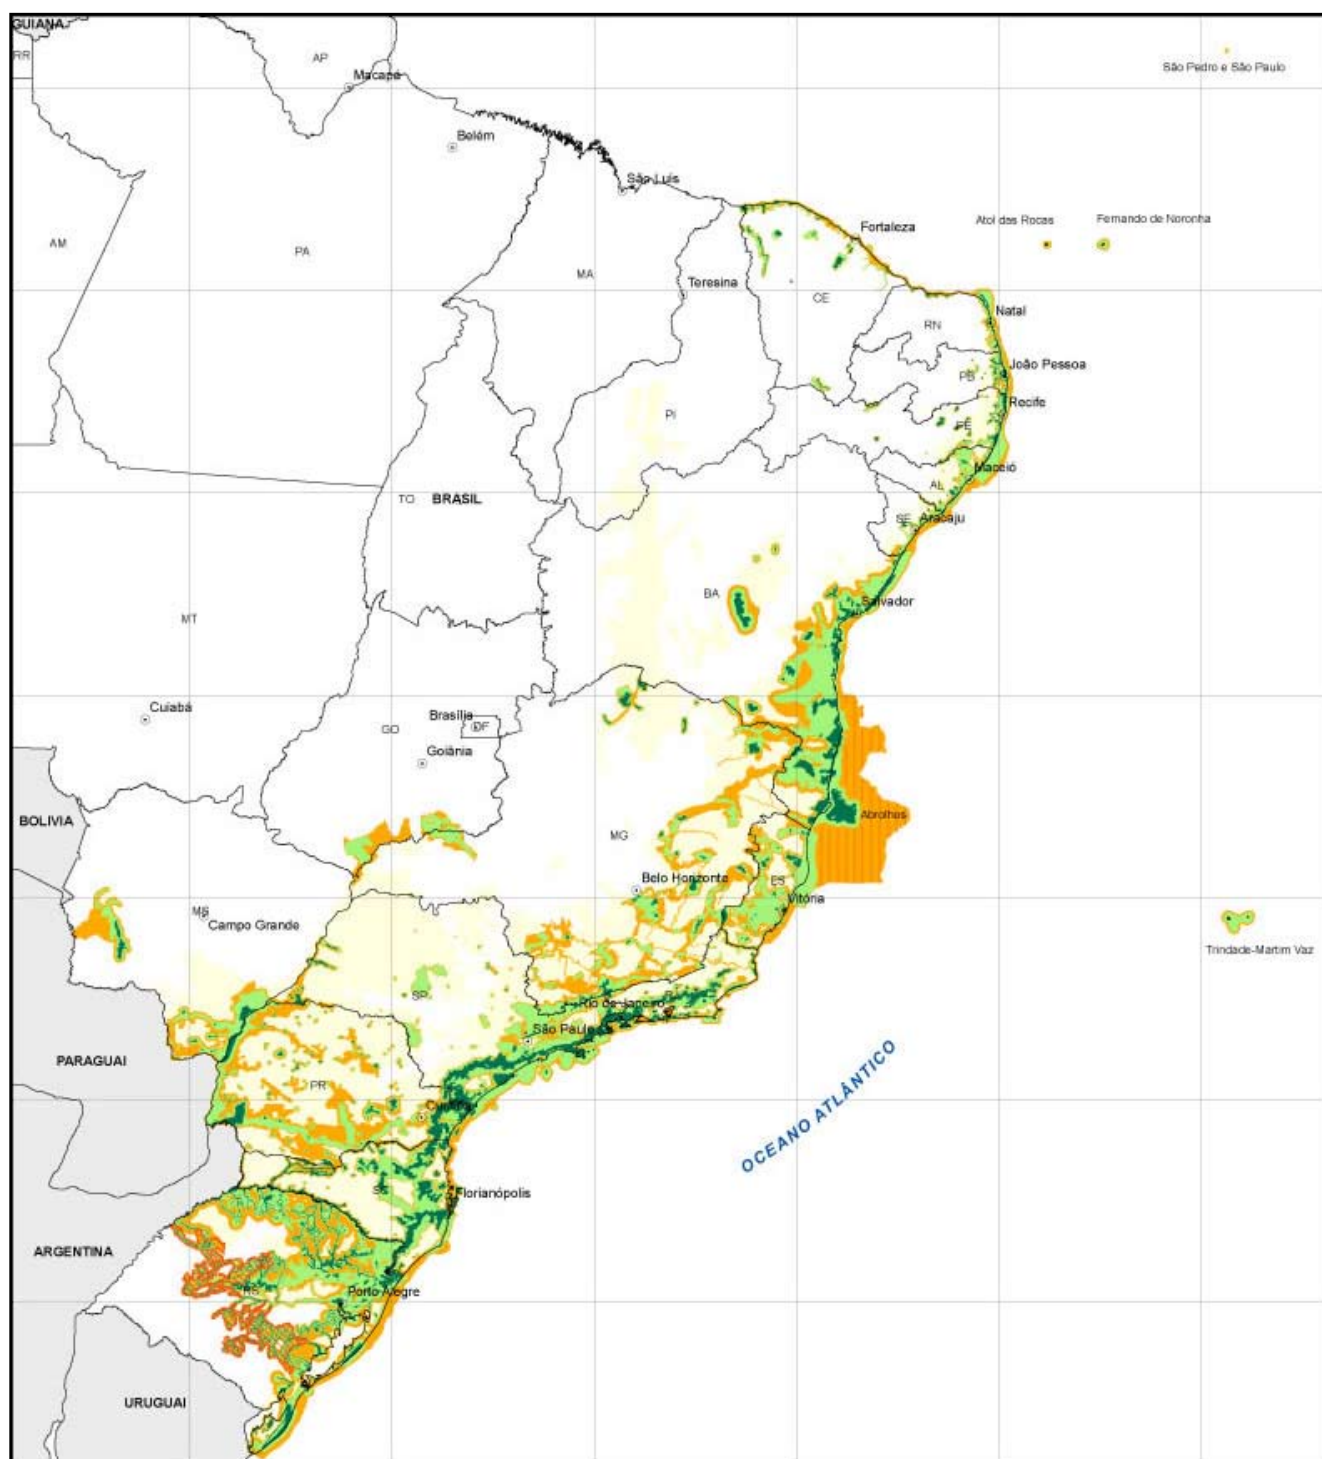 GUIANA
RR
AP
Macapá
São Pedro e São Paulo
Belém
São Luis
Atol das Rocas
Fernando de Noronha
Fortaleza
AM
PA
MA
Teresina
CE
RN
Natal
João Pessoa
PB
Recife
PI
PE
Maceió
AL
TO
BRASIL
SE
Aracaju
BA
Salvador
MT
Cuiabá
Brasília
DF
GO
Goiânia
BOLIVIA
Abrolhos
MG
Belo Horizonte
ES
Vitória
MS
Campo Grande
Trindade-Martim Vaz
SP
Rio de Janeiro
São Paulo
PARAGUAI
PR
Curitiba
OCEANO ATLÂNTICO
SC
Florianópolis
ARGENTINA
RS
Porto Alegre
URUGUAI